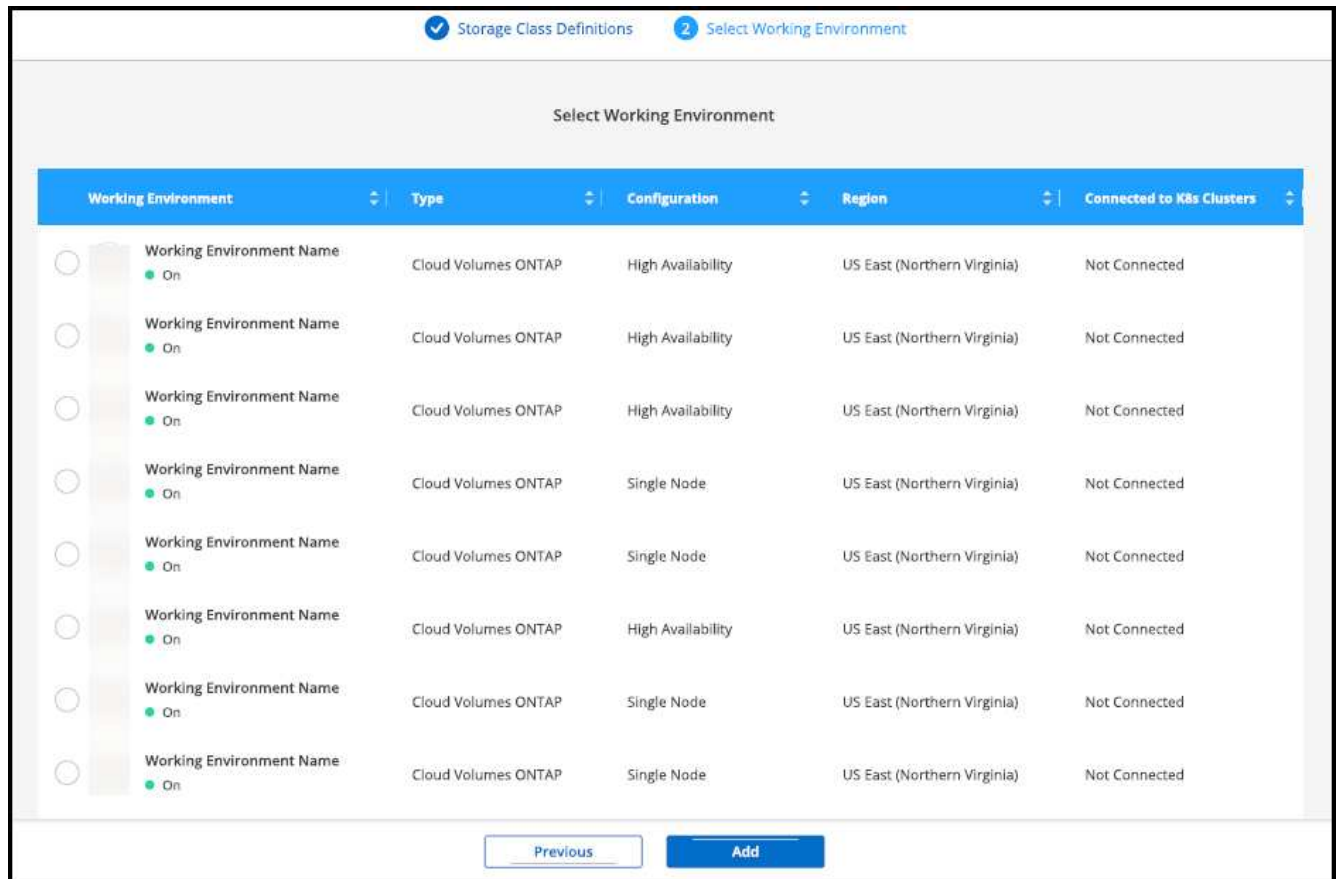 Storage Class Definitions 2 Select Working Environment
Select Working Environment
Working Environment Type Configuration Region Connected to K8s Clusters
Working Environment Name
On
Cloud Volumes ONTAP High Availability US East (Northern Virginia) Not Connected
Working Environment Name
On
Cloud Volumes ONTAP High Availability US East (Northern Virginia) Not Connected
Working Environment Name
On
Cloud Volumes ONTAP High Availability US East (Northern Virginia) Not Connected
Working Environment Name
On
Cloud Volumes ONTAP Single Node US East (Northern Virginia) Not Connected
Working Environment Name
On
Cloud Volumes ONTAP Single Node US East (Northern Virginia) Not Connected
Working Environment Name
On
Cloud Volumes ONTAP High Availability US East (Northern Virginia) Not Connected
Working Environment Name
On
Cloud Volumes ONTAP Single Node US East (Northern Virginia) Not Connected
Working Environment Name
On
Cloud Volumes ONTAP Single Node US East (Northern Virginia) Not Connected
Previous Add